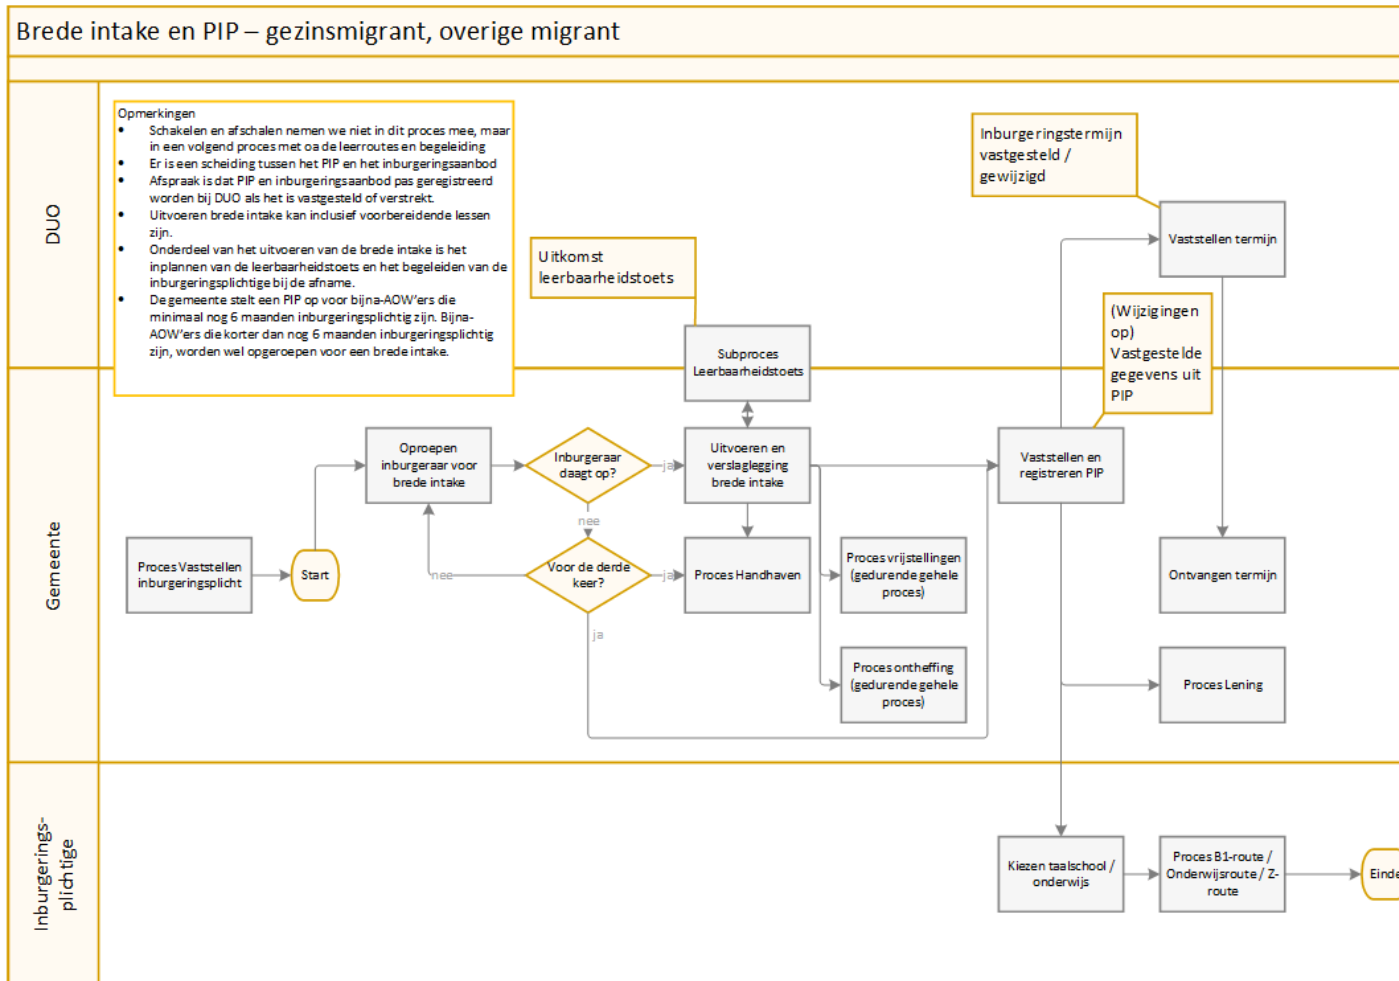 Brede intake en PIP – gezinsmigrant, overige migrant
DUO
Opmerkingen
• Schakelen en afschalen nemen we niet in dit proces mee, maar
in een volgend proces met oa de leerroutes en begeleiding
• Er is een scheiding tussen het PIP en het inburgeringsaanbod
• Afspraak is dat PIP en inburgeringsaanbod pas geregistreerd
worden bij DUO als het is vastgesteld of verstrekt.
• Uitvoeren brede intake kan inclusief voorbereidende lessen
zijn.
• Onderdeel van het uitvoeren van de brede intake is het
inplannen van de leerbaarheidstoets en het begeleiden van de
inburgeringsplichtige bij de afname.
• De gemeente stelt een PIP op voor bijna-AOW'ers die
minimaal nog 6 maanden inburgeringsplichtig zijn. Bijna-
AOW'ers die korter dan nog 6 maanden inburgeringsplichtig
zijn, worden wel opgeroepen voor een brede intake.
Uitkomst
leerbaarheidstoets
Inburgeringstermijn
vastgesteld /
gewijzigd
Vaststellen termijn
(Wijzigingen
op)
Vastgestelde
gegevens uit
PIP
Subproces
Leerbaarheidstoets
Gemeente
Proces Vaststellen
inburgeringsplicht
Start
Oproepen
inburgeraar voor
brede intake
Inburgeraar
daagt op?
ja
nee
Voor de derde
keer?
nee
ja
ja
Uitvoeren en
verslaglegging
brede intake
Proces Handhaven
Proces vrijstellingen
(gedurende gehele
proces)
Proces ontheffing
(gedurende gehele
proces)
Vaststellen en
registreren PIP
Ontvangen termijn
Proces Lening
Inburgerings-
plichtige
Kiezen taalschool /
onderwijs
Proces B1-route /
Onderwijsroute / Z-
route
Einde